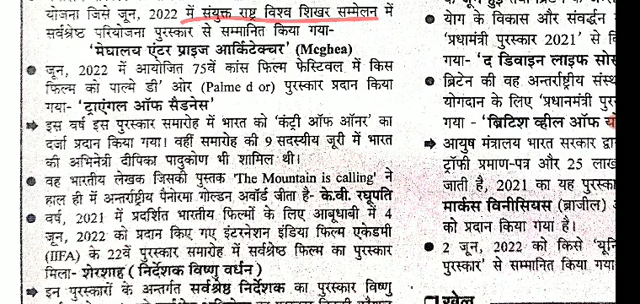 योजना जिसे जून, 2022 में संयुक्त राष्ट्र विश्व शिखर सम्मेलन में
सर्वश्रेष्ठ परियोजना पुरस्कार से सम्मानित किया गया-
'मेघालय एंटर प्राइज आर्किटेक्चर' (Mcghea)
● जून, 2022 में आयोजित 75वें कांस फिल्म फेस्टिवल में किस
फिल्म को पाल्मे डी' ओर (Palme d or) पुरस्कार प्रदान किया
गया- 'ट्राएंगल ऑफ सैडनेस'
⇒ इस वर्ष इस पुरस्कार समारोह में भारत को 'कंट्री ऑफ ऑनर' का
दर्जा प्रदान किया गया। वहीं समारोह की 9 सदस्यीय जूरी में भारत
की अभिनेत्री दीपिका पादुकोण भी शामिल थी।
● वह भारतीय लेखक जिसकी पुस्तक 'The Mountain is calling' ने
हाल ही में अन्तर्राष्ट्रीय पैनोरमा गोल्डन अवॉर्ड जीता है- के.वी. रघूपति
● वर्ष, 2021 में प्रदर्शित भारतीय फिल्मों के लिए आबूधाबी में 4
जून, 2022 को प्रदान किए गए इंटरनेशन इंडिया फिल्म एकेडमी
(IIFA) के 22वें पुरस्कार समारोह में सर्वश्रेष्ठ फिल्म का पुरस्कार
मिला- शेरशाह (निर्देशक विष्णु वर्धन)
⇒ इन पुरस्कारों के अन्तर्गत सर्वश्रेष्ठ निर्देशक का पुरस्कार विष्णु
● योग के विकास और संवर्द्धन
'प्रधामंत्री पुरस्कार 2021' से
गया- 'द डिवाइन लाइफ
● ब्रिटेन की वह अन्तर्राष्ट्रीय
योगदान के लिए 'प्रधानमंत्री
गया - 'ब्रिटिश व्हील ऑफ
⇒ आयुष मंत्रालय भारत सरकार
ट्रॉफी प्रमाण-पत्र और 25 लाख
जाती है, 2021 का यह
मार्कस विनीसियस (ब्राजील)
को प्रदान किया गया है।
● 2 जून, 2022 को किसे
पुरस्कार' से सम्मानित किया
खेल